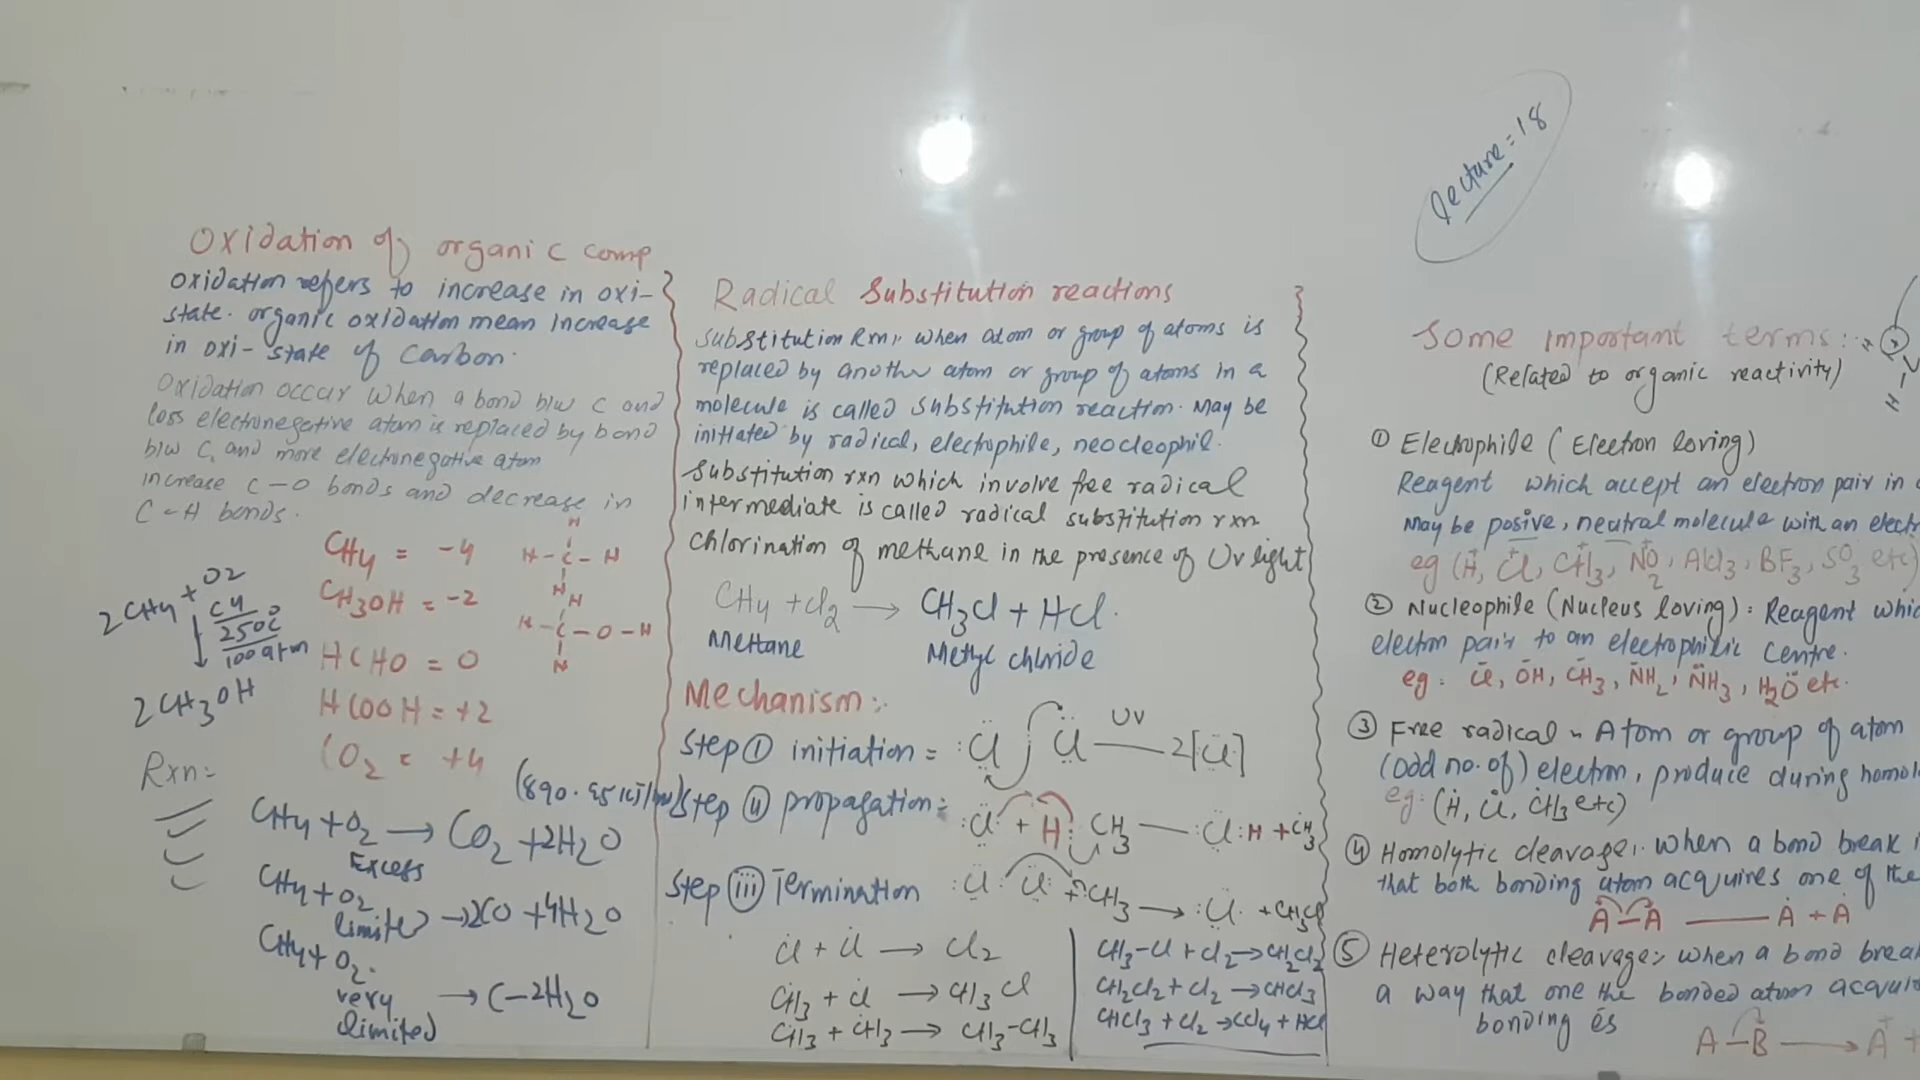 lecture = 18
Oxidation of organic comp
Oxidation refers to increase in oxi-
state. organic oxidation mean increase
in oxi-state of Carbon.
Oxidation occur when a bond b/w C and
less electronegative atom is replaced by bond
b/w C, and more electronegative atom
increase C-O bonds and decrease in
C-H bonds.
CH4 = -4
CH3OH = -2
HCHO = 0
HCOOH = +2
CO2 = +4
H
H-C-H
H
H
H-C-O-H
H
2CH4 + O2
Cu
250C
100atm
2CH3OH
Rxn:-
CH4 + O2 → CO2 + 2H2O
Excess
CH4 + O2
limited → 2CO + 4H2O
CH4 + O2
very → C-2H2O
limited
Radical Substitution reactions
Substitution Rxn, when atom or group of atoms is
replaced by another atom or group of atoms in a
molecule is called substitution reaction. May be
initiated by radical, electrophile, neocleophil.
Substitution rxn which involve free radical
intermediate is called radical substitution rxn
Chlorination of methane in the presence of UV light
CH4 + Cl2 → CH3Cl + HCl.
Methane Methyl chloride
Mechanism:-
Step (i) initiation = :Cl Cl: UV 2[Cl]
Step (ii) propagation: :Cl + H : CH3 — :Cl:H + CH3
Step (iii) Termination :Cl. Cl: + CH3 → :Cl. + CH3Cl
Cl + Cl → Cl2
CH3 + Cl → CH3Cl
CH3 + CH3 → CH3-CH3
CH3-Cl + Cl2 → CH2Cl2
CH2Cl2 + Cl2 → CHCl3
CHCl3 + Cl2 → CCl4 + HCl
Some important terms:
(Related to organic reactivity)
① Electrophile (Electron loving)
Reagent which accept an electron pair in
May be posive, neutral molecule with an
eg (H+, Cl+, CH3+, NO2+, AlCl3, BF3, SO3 etc)
② Nucleophile (Nucleus loving): Reagent
electron pair to an electrophilic centre.
eg: Cl-, OH-, CH3-, NH2-, NH3, H2O etc.
③ Free radical - Atom or group of atom
(odd no. of) electron, produce during
eg: (H, Cl, CH3 etc)
④ Homolytic cleavage:. When a bond break
that both bonding atom acquires one of the
A-A — A + A
⑤ Heterolytic cleavage: when a bond
a way that one the bonded atom
bonding es
A-B → A+ +